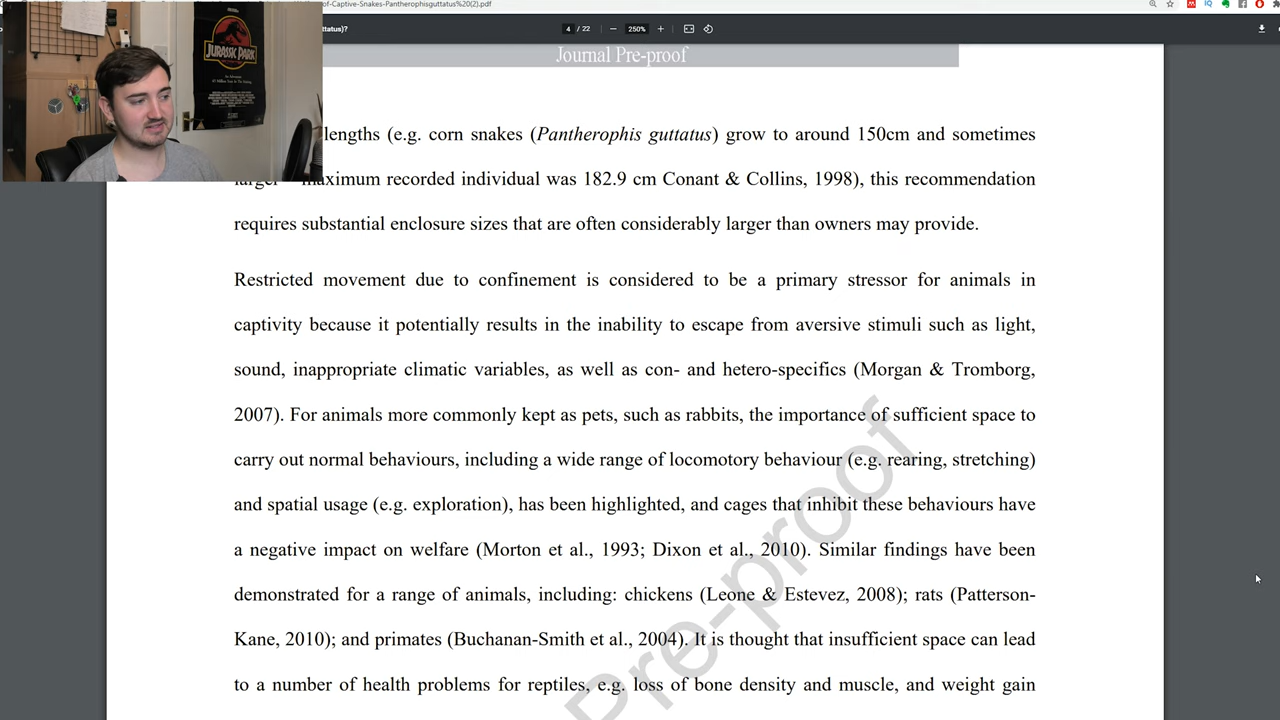 of-Captive-Snakes-Pantherophisguttatus%20(2).pdf
uttatus)?
4 / 22
250%
JURASSIC PARK
Journal Pre-proof
lengths (e.g. corn snakes (Pantherophis guttatus) grow to around 150cm and sometimes
maximum recorded individual was 182.9 cm Conant & Collins, 1998), this recommendation
requires substantial enclosure sizes that are often considerably larger than owners may provide.
Restricted movement due to confinement is considered to be a primary stressor for animals in
captivity because it potentially results in the inability to escape from aversive stimuli such as light,
sound, inappropriate climatic variables, as well as con- and hetero-specifics (Morgan & Tromborg,
2007). For animals more commonly kept as pets, such as rabbits, the importance of sufficient space to
carry out normal behaviours, including a wide range of locomotory behaviour (e.g. rearing, stretching)
and spatial usage (e.g. exploration), has been highlighted, and cages that inhibit these behaviours have
a negative impact on welfare (Morton et al., 1993; Dixon et al., 2010). Similar findings have been
demonstrated for a range of animals, including: chickens (Leone & Estevez, 2008); rats (Patterson-
Kane, 2010); and primates (Buchanan-Smith et al., 2004). It is thought that insufficient space can lead
to a number of health problems for reptiles, e.g. loss of bone density and muscle, and weight gain
Pre-proof